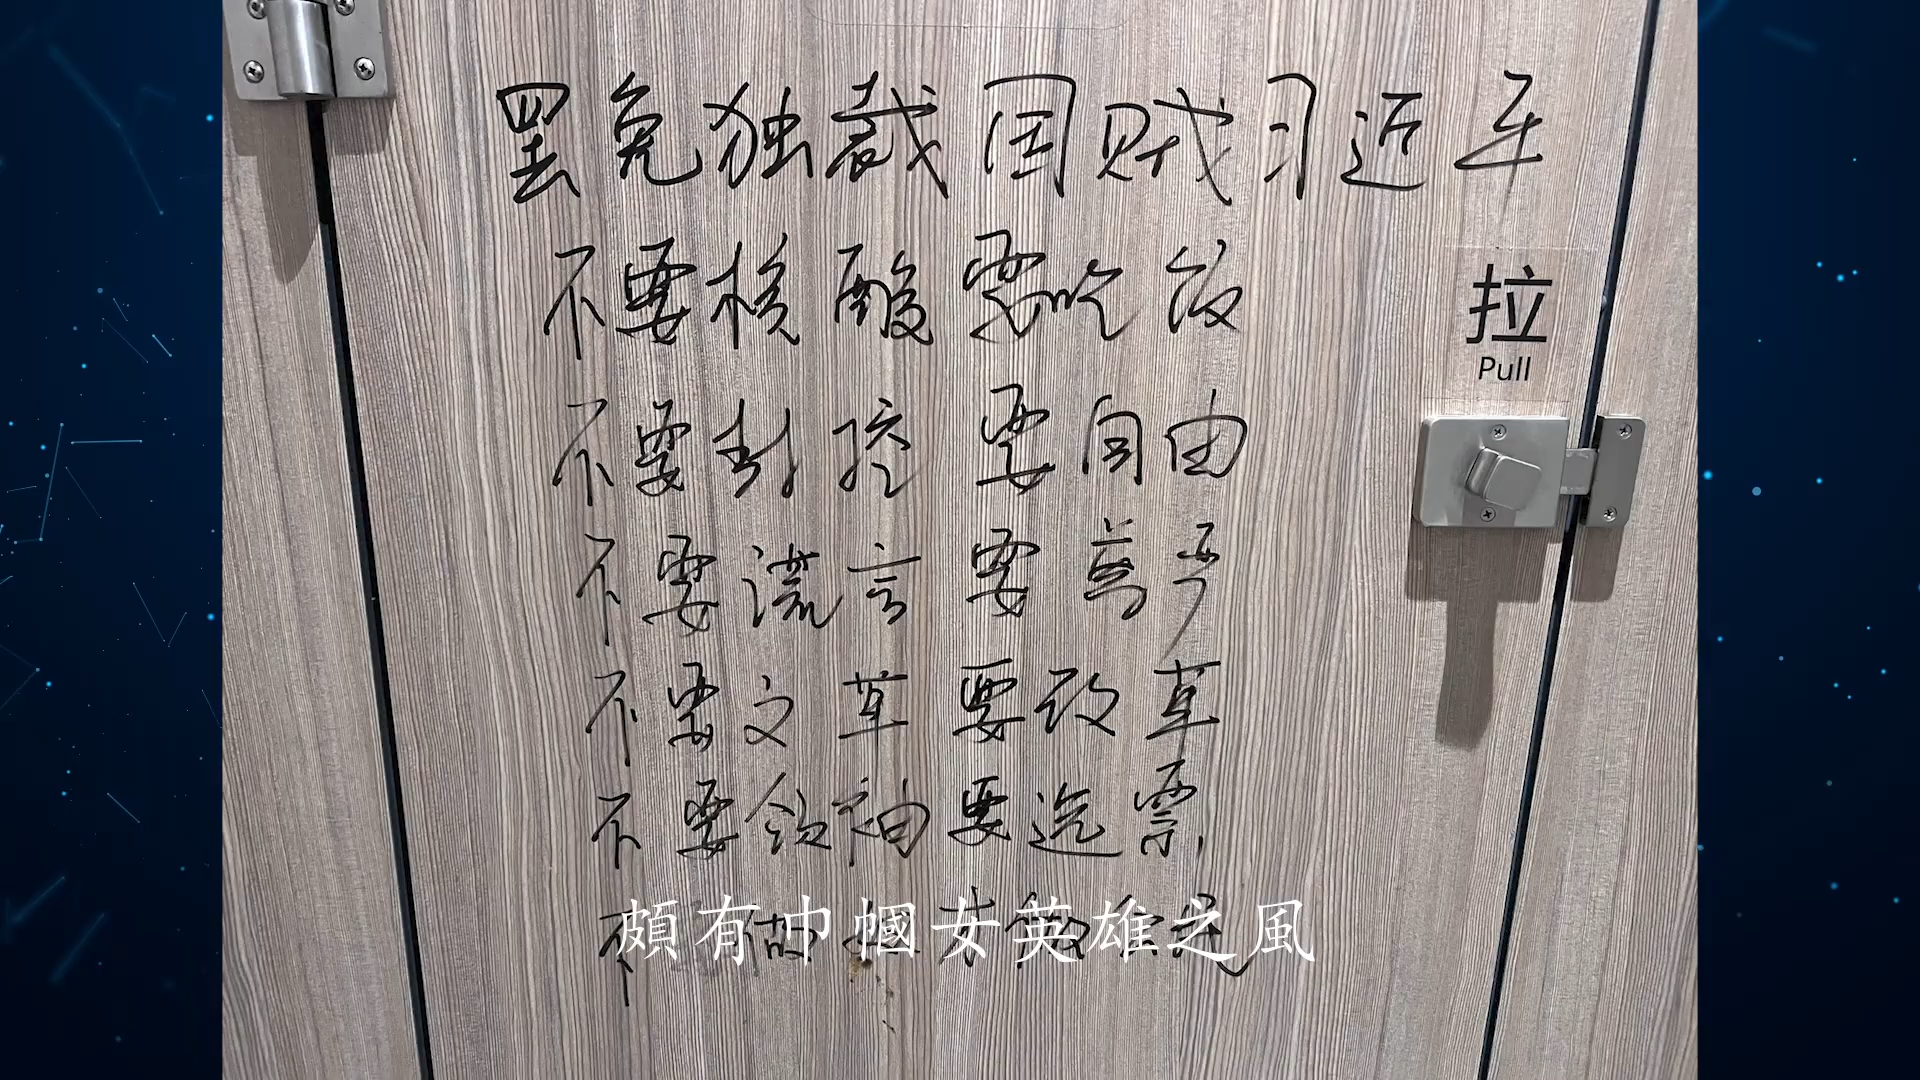 罢免独裁国贼习近平
不要核酸要吃饭
不要封控 要自由
拉
Pull
不要谎言 要尊严
不要文革 要改革
不要领袖要选票
颇有巾帼女英雄之風